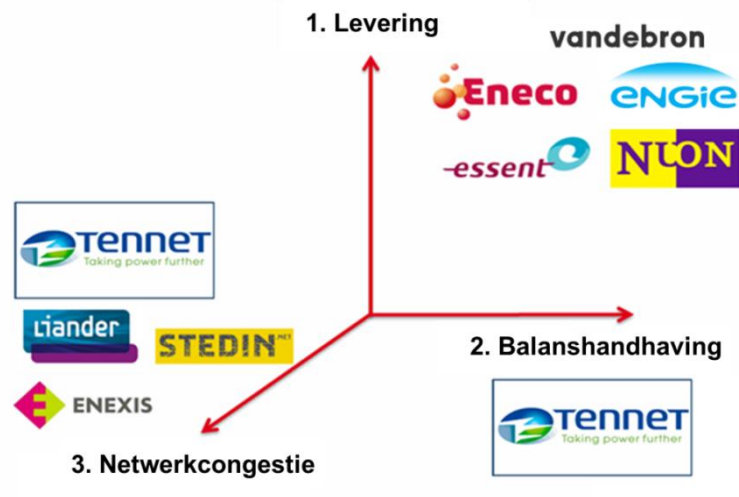 1. Levering
vandebron
Eneco
ENGIE
essent
NUON
Tennet
Taking power further
Liander
STEDIN.NET
ENEXIS
2. Balanshandhaving
Tennet
Taking power further
3. Netwerkcongestie